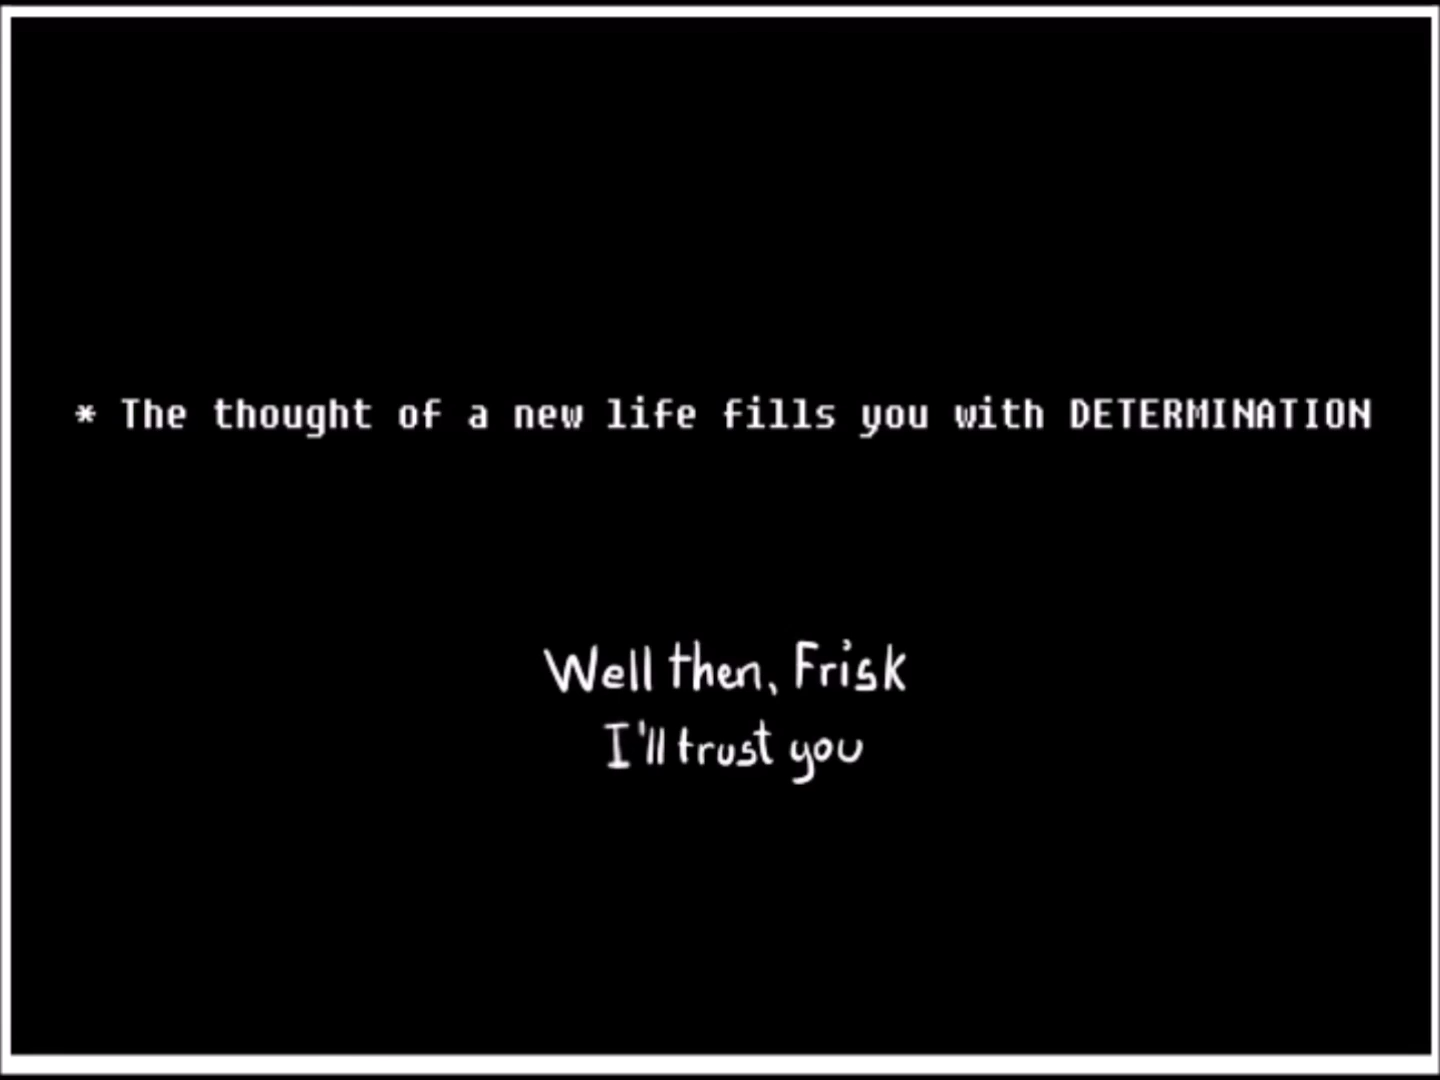 * The thought of a new life fills you with DETERMINATION
Well then, Frisk
I'll trust you